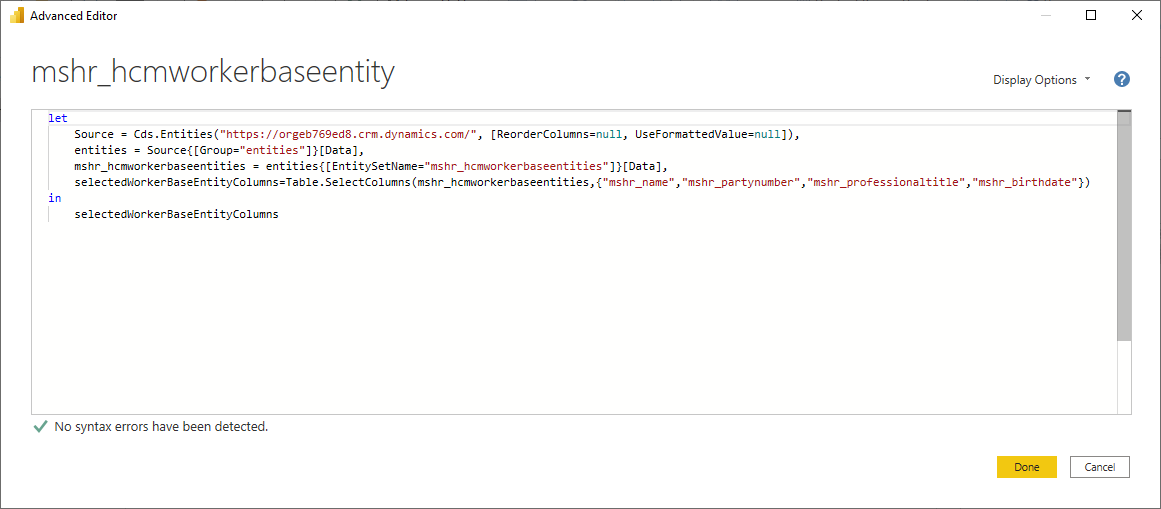 Advanced Editor
mshr_hcmworkerbaseentity
Display Options
?
let
    Source = Cds.Entities("https://orgeb769ed8.crm.dynamics.com/", [ReorderColumns=null, UseFormattedValue=null]),
    entities = Source{[Group="entities"]}[Data],
    mshr_hcmworkerbaseentities = entities{[EntitySetName="mshr_hcmworkerbaseentities"]}[Data],
    selectedWorkerBaseEntityColumns=Table.SelectColumns(mshr_hcmworkerbaseentities,{"mshr_name","mshr_partynumber","mshr_professionaltitle","mshr_birthdate"})
in
    selectedWorkerBaseEntityColumns
No syntax errors have been detected.
Done
Cancel